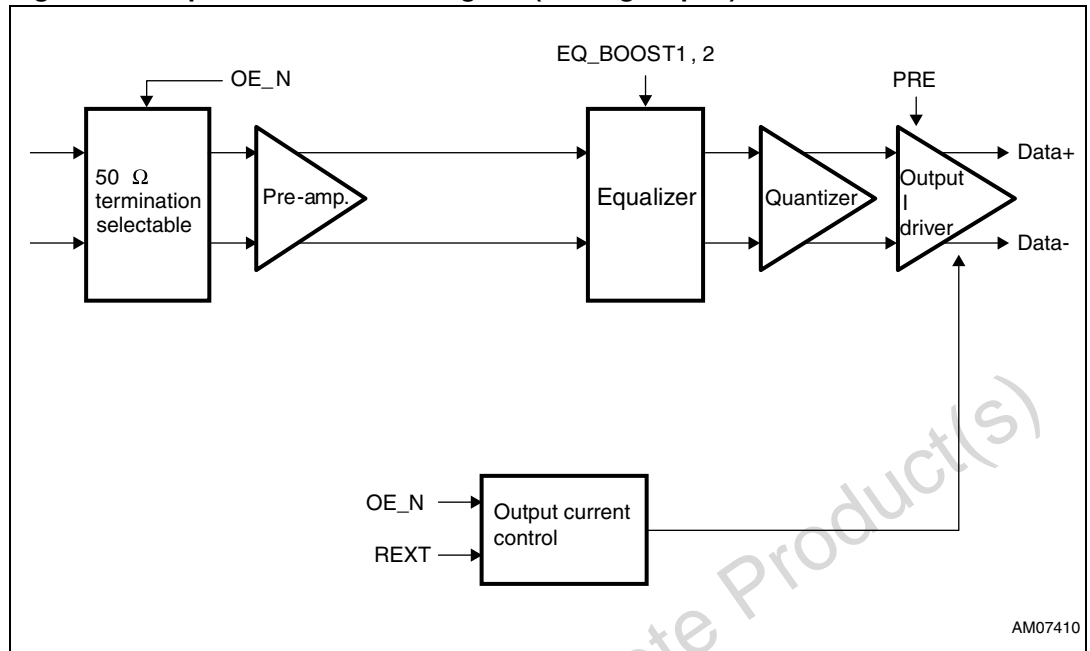 OE_N
EQ_BOOST1 , 2
PRE
50 Ω
termination
selectable
Pre-amp.
Equalizer
Quantizer
Output
I
driver
Data+
Data-
OE_N
REXT
Output current
control
Product(s)
AM07410